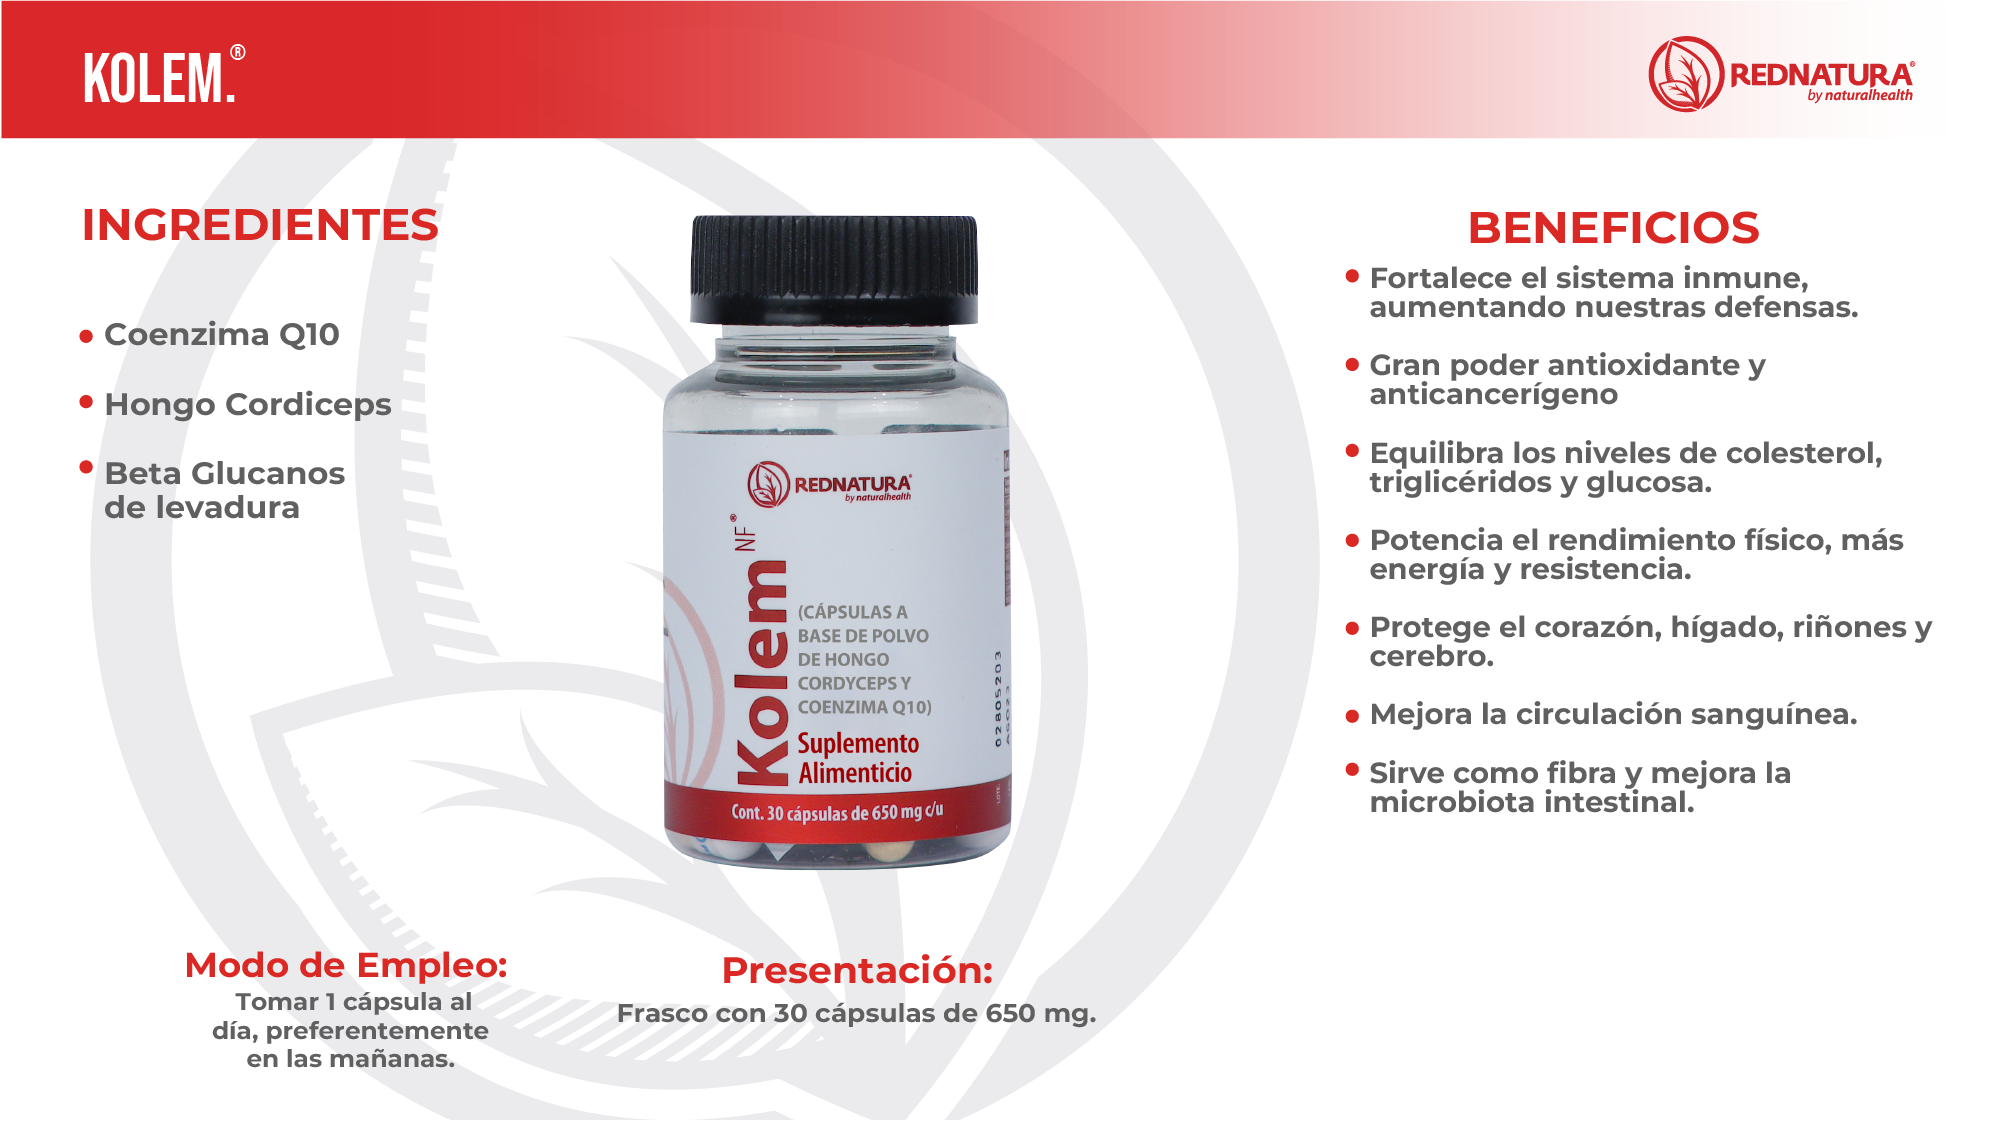 KOLEM.®
REDNATURA®
by naturalhealth
INGREDIENTES
• Coenzima Q10
• Hongo Cordiceps
• Beta Glucanos
de levadura
REDNATURA®
by naturalhealth
Kolem NF®
(CÁPSULAS A
BASE DE POLVO
DE HONGO
CORDYCEPS Y
COENZIMA Q10)
Suplemento
Alimenticio
Cont. 30 cápsulas de 650 mg c/u
02805203
BENEFICIOS
• Fortalece el sistema inmune,
aumentando nuestras defensas.
• Gran poder antioxidante y
anticancerígeno
• Equilibra los niveles de colesterol,
triglicéridos y glucosa.
• Potencia el rendimiento físico, más
energía y resistencia.
• Protege el corazón, hígado, riñones y
cerebro.
• Mejora la circulación sanguínea.
• Sirve como fibra y mejora la
microbiota intestinal.
Modo de Empleo:
Tomar 1 cápsula al
día, preferentemente
en las mañanas.
Presentación:
Frasco con 30 cápsulas de 650 mg.